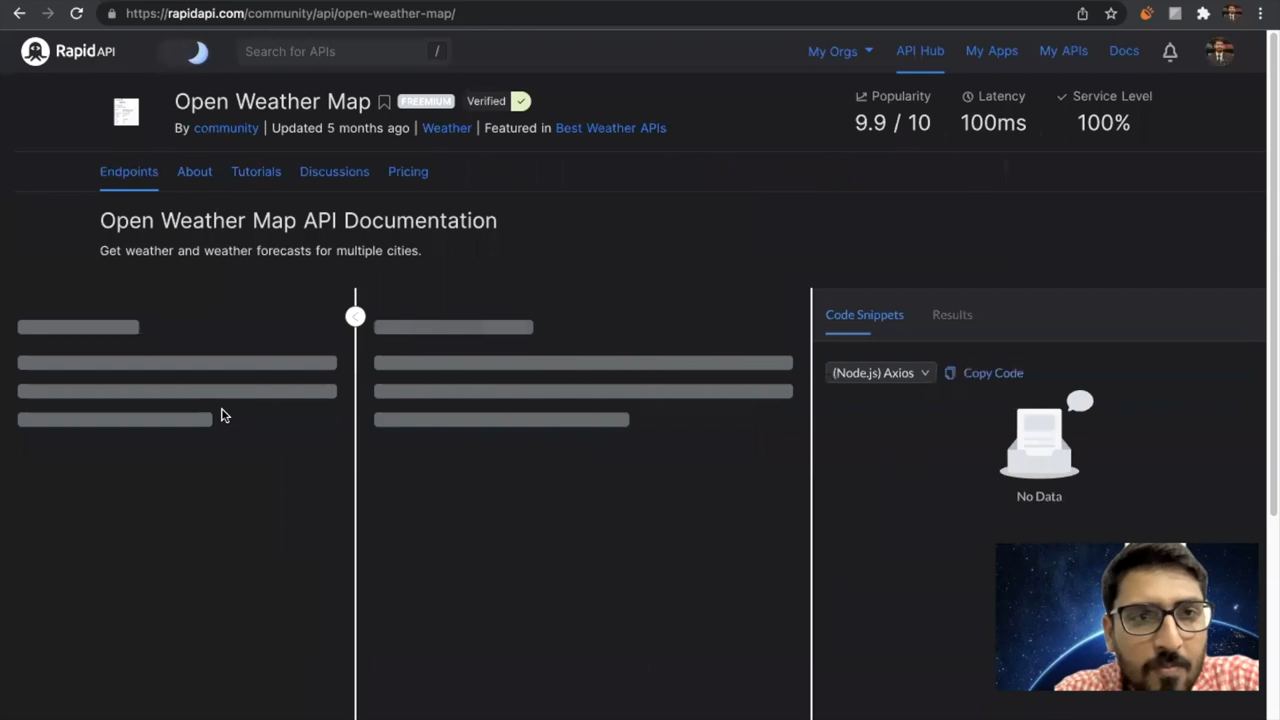 https://rapidapi.com/community/api/open-weather-map/
Rapid API
Search for APIs /
My Orgs
API Hub
My Apps
My APIs
Docs
Open Weather Map FREEMIUM Verified
By community | Updated 5 months ago | Weather | Featured in Best Weather APIs
Popularity
9.9 / 10
Latency
100ms
Service Level
100%
Endpoints
About
Tutorials
Discussions
Pricing
Open Weather Map API Documentation
Get weather and weather forecasts for multiple cities.
Code Snippets
Results
(Node.js) Axios
Copy Code
No Data